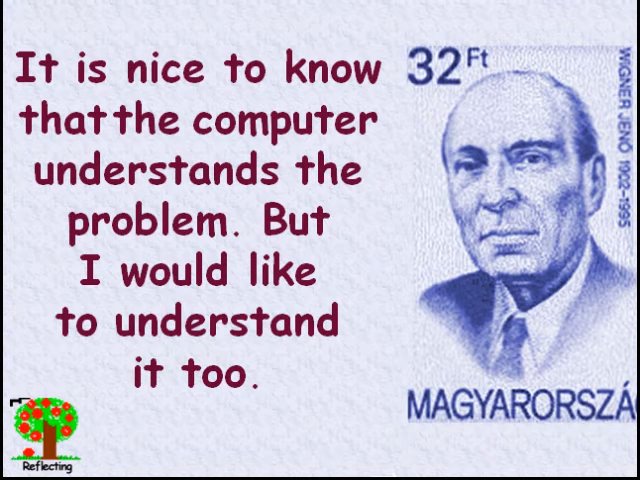 It is nice to know
that the computer
understands the
problem. But
I would like
to understand
it too.
32 Ft
WIGNER JENŐ 1902-1995
MAGYARORSZÁ
Reflecting